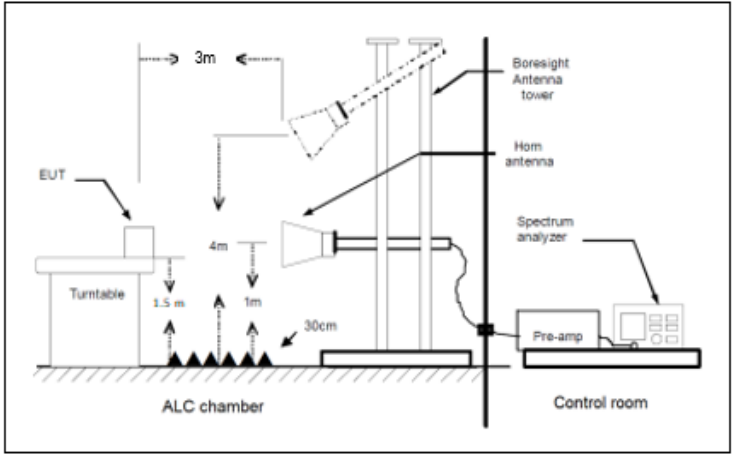 3m
Boresight
Antenna
tower
Horn
antenna
EUT
Spectrum
analyzer
4m
Turntable
1.5 m
1m
30cm
Pre-amp
ALC chamber
Control room